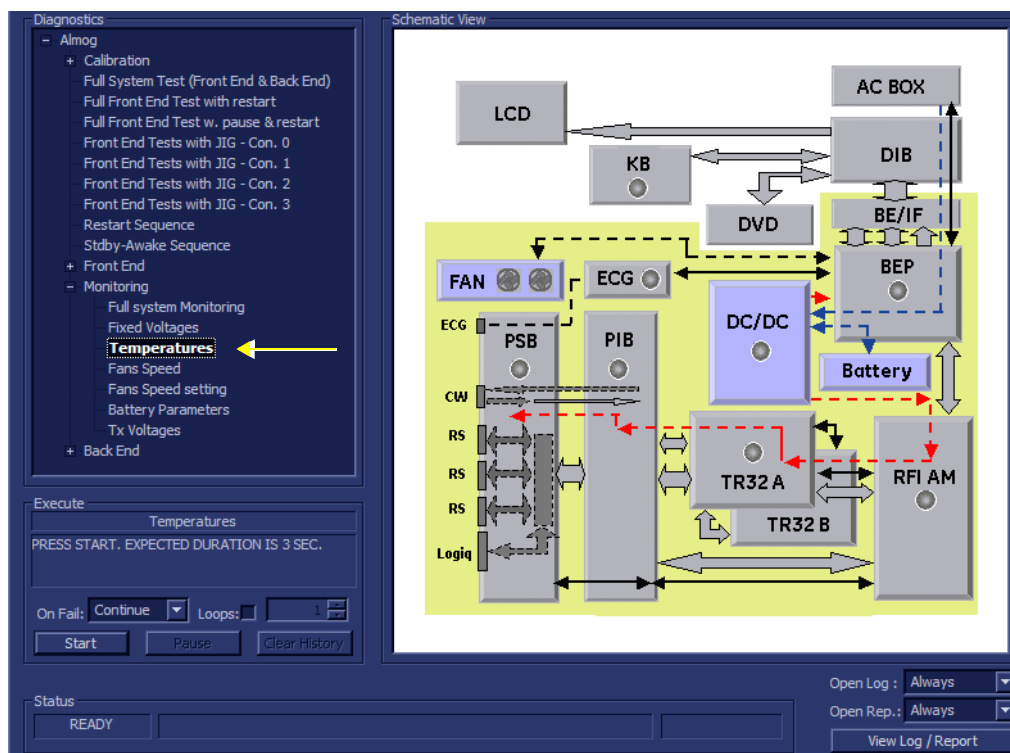 Diagnostics
Almog
Calibration
Full System Test (Front End & Back End)
Full Front End Test with restart
Full Front End Test w. pause & restart
Front End Tests with JIG - Con. 0
Front End Tests with JIG - Con. 1
Front End Tests with JIG - Con. 2
Front End Tests with JIG - Con. 3
Restart Sequence
Stdby-Awake Sequence
Front End
Monitoring
Full system Monitoring
Fixed Voltages
Temperatures
Fans Speed
Fans Speed setting
Battery Parameters
Tx Voltages
Back End
Execute
Temperatures
PRESS START. EXPECTED DURATION IS 3 SEC.
On Fail: Continue Loops: 1
Start Pause Clear History
Schematic View
AC BOX
LCD
DIB
KB
DVD
BE/IF
BEP
FAN
ECG
DC/DC
ECG
PSB
PIB
Battery
CW
RS
RS
RS
TR32 A
RFI AM
TR32 B
Logiq
Open Log : Always
Open Rep.: Always
View Log / Report
Status
READY